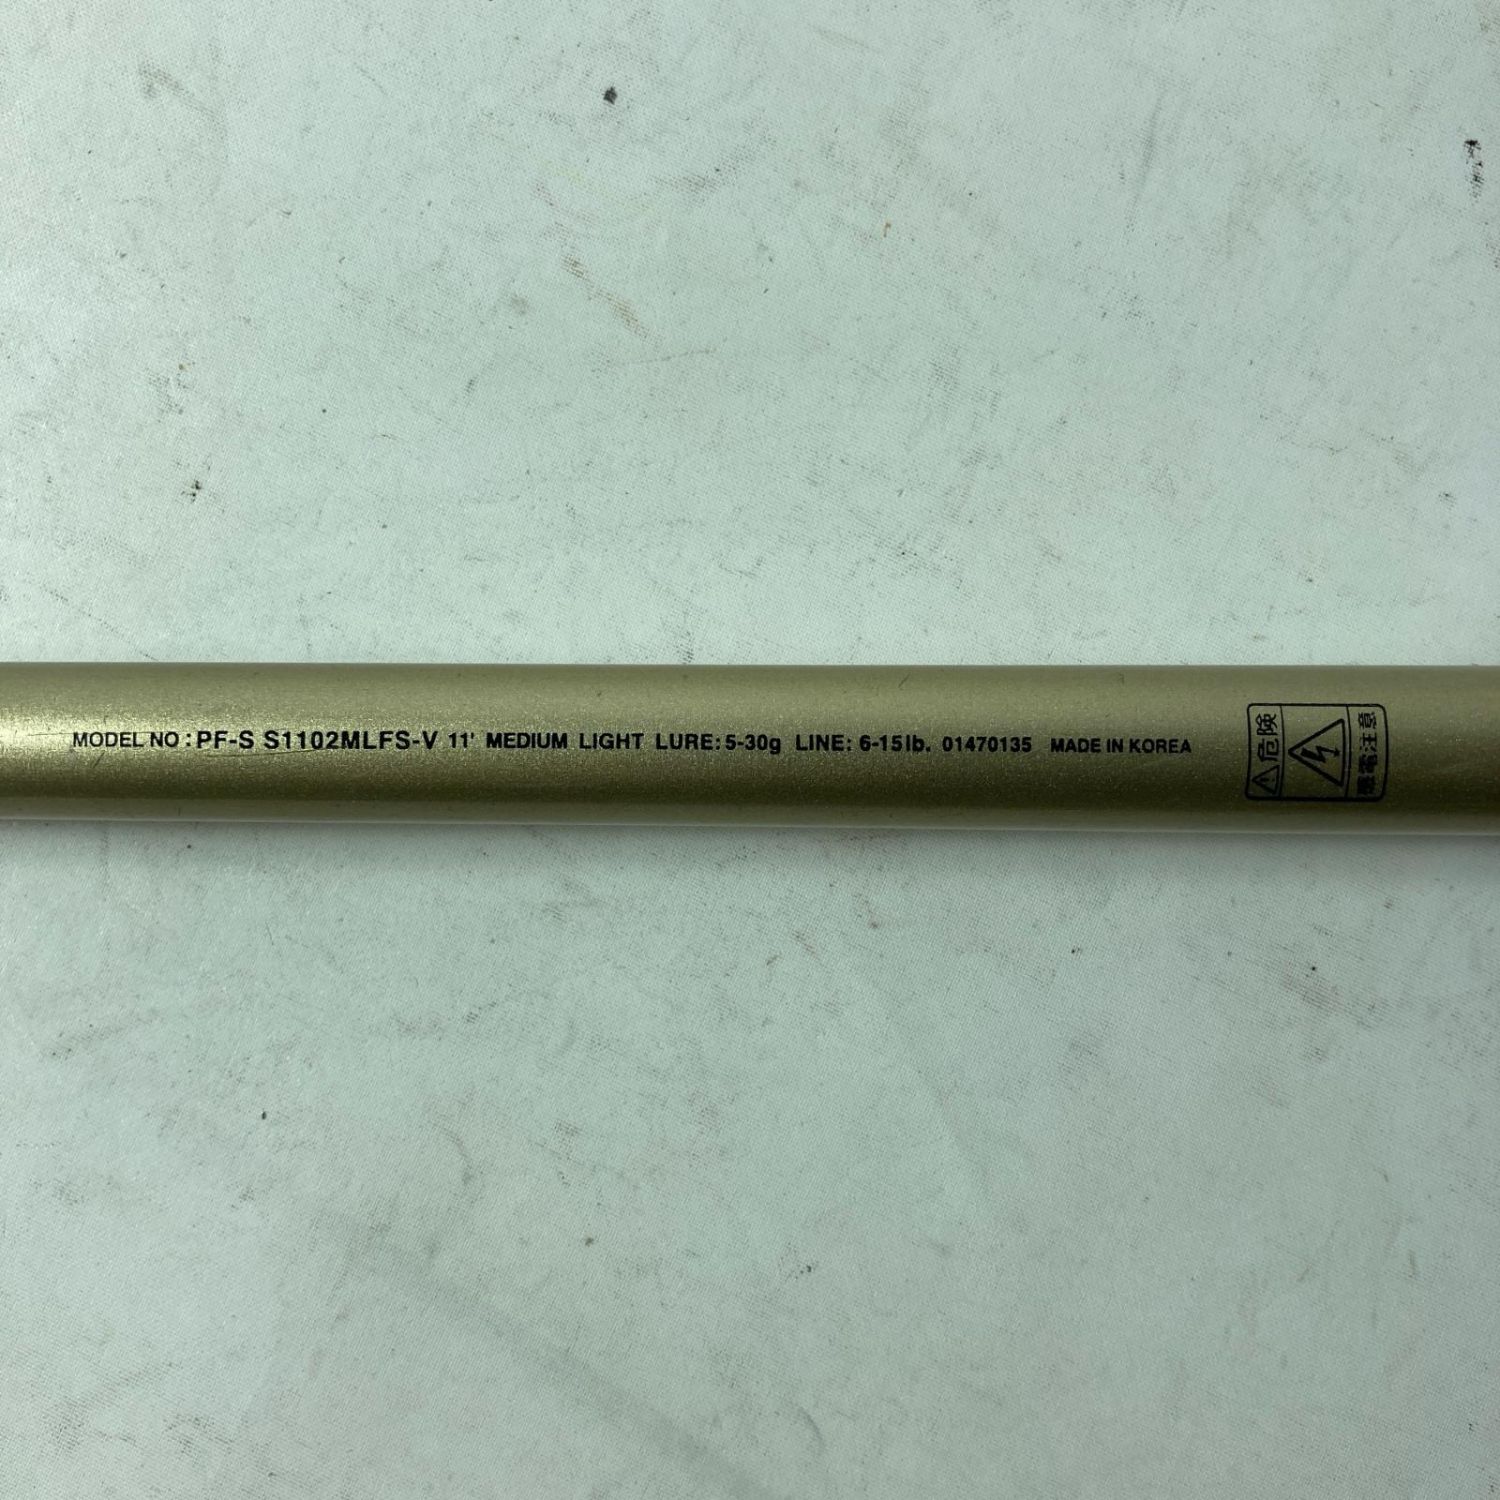 MODEL NO : PF-S S1102MLFS-V 11' MEDIUM LIGHT LURE: 5-30g LINE: 6-15lb. 01470135 MADE IN KOREA
危険
感電注意